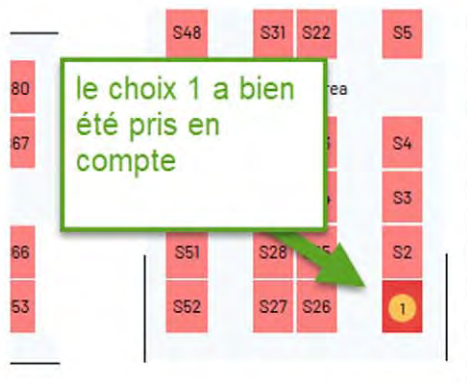 S48 S31 S22 S5
80
le choix 1 a bien
été pris en
compte
rea
67 S4
S3
66 S51 S28 S2
53 S52 S27 S26 1